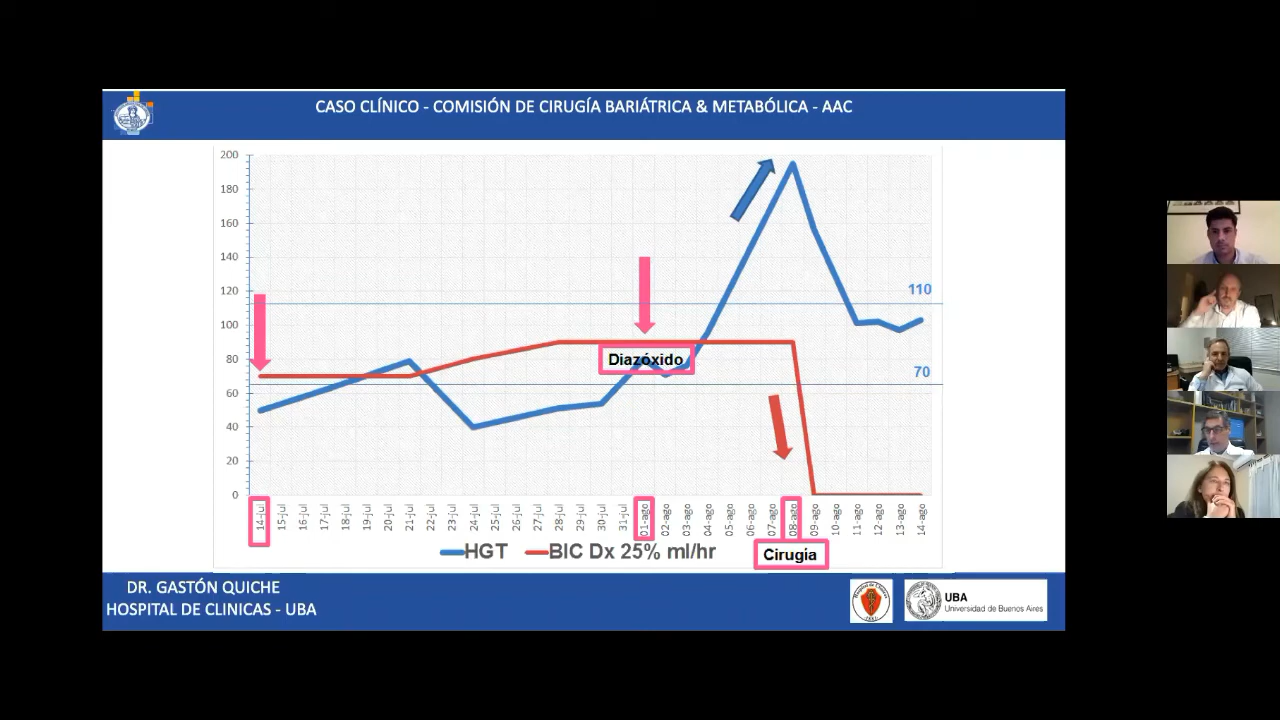 CASO CLÍNICO - COMISIÓN DE CIRUGÍA BARIÁTRICA & METABÓLICA - AAC
200
180
160
140
120
110
100
80
Diazóxido
70
60
40
20
0
14-jul 15-jul 16-jul 17-jul 18-jul 19-jul 20-jul 21-jul 22-jul 23-jul 24-jul 25-jul 26-jul 27-jul 28-jul 29-jul 30-jul 31-jul 01-ago 02-ago 03-ago 04-ago 05-ago 06-ago 07-ago 08-ago 09-ago 10-ago 11-ago 12-ago 13-ago 14-ago
HGT BIC Dx 25% ml/hr
Cirugía
DR. GASTÓN QUICHE
HOSPITAL DE CLINICAS - UBA
UBA
Universidad de Buenos Aires